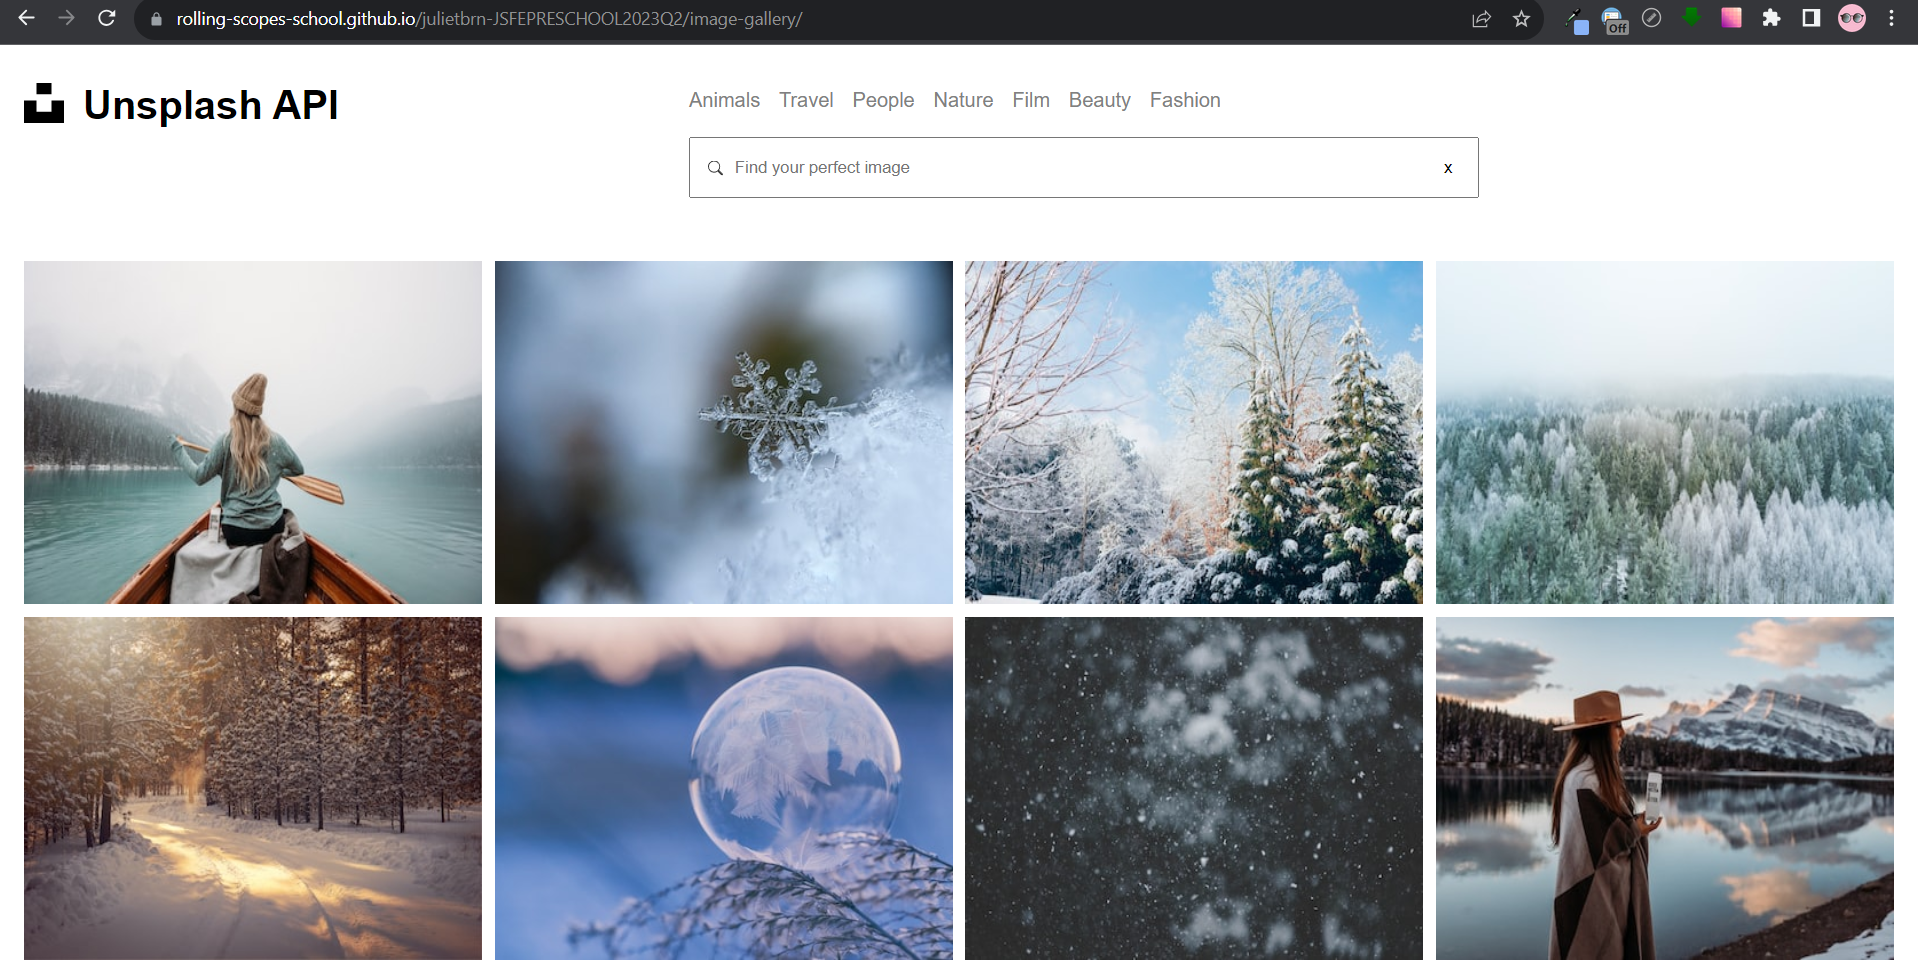 rolling-scopes-school.github.io/julietbrn-JSFEPRESCHOOL2023Q2/image-gallery/
Off
Unsplash API
Animals Travel People Nature Film Beauty Fashion
Find your perfect image x